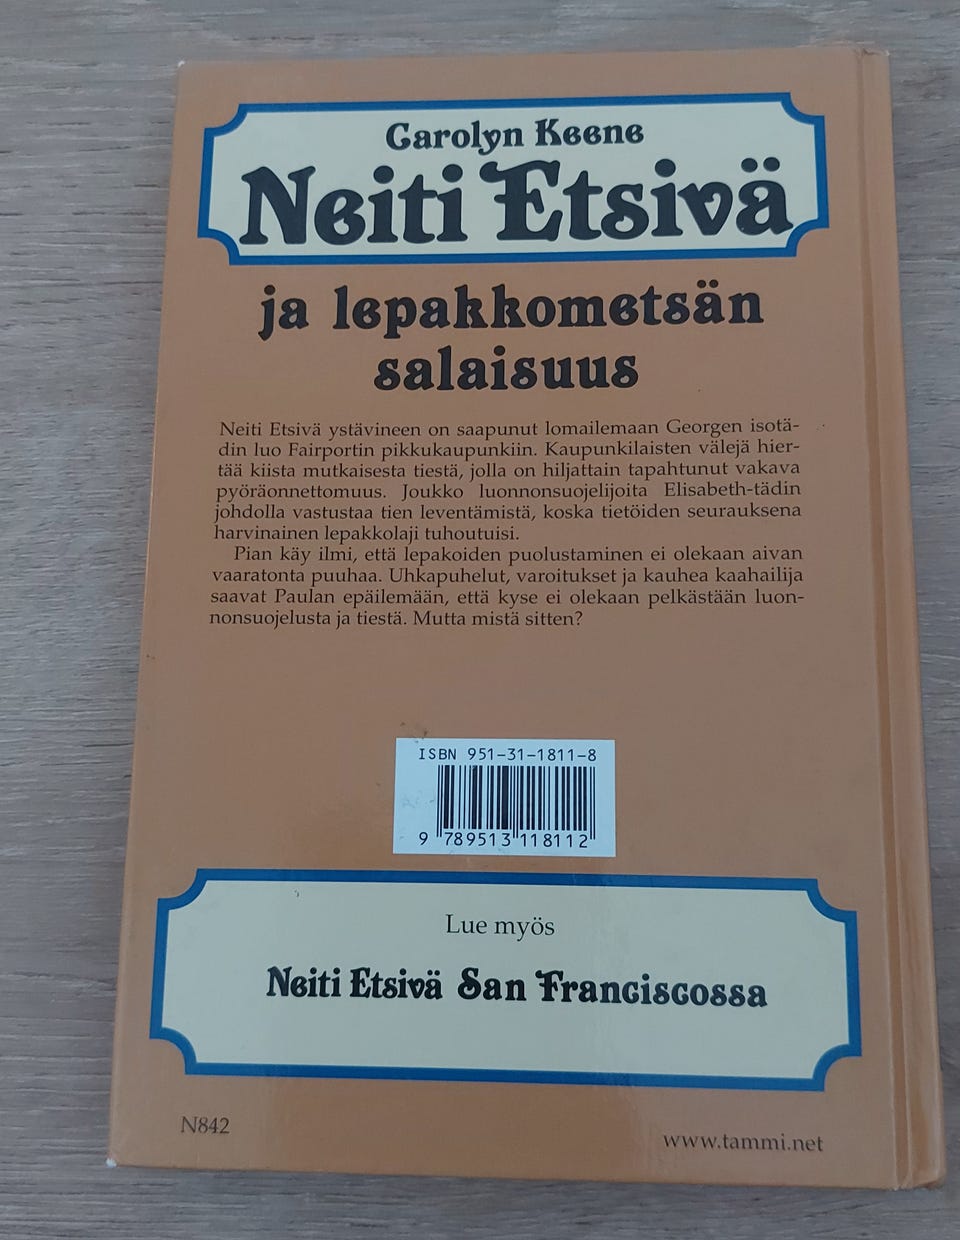 Carolyn Keene
Neiti Etsivä
ja lepakkometsän
salaisuus
Neiti Etsivä ystävineen on saapunut lomailemaan Georgen isotä-
din luo Fairportin pikkukaupunkiin. Kaupunkilaisten välejä hier-
tää kiista mutkaisesta tiestä, jolla on hiljattain tapahtunut vakava
pyöräonnettomuus. Joukko luonnonsuojelijoita Elisabeth-tädin
johdolla vastustaa tien leventämistä, koska tietöiden seurauksena
harvinainen lepakkolaji tuhoutuisi.
Pian käy ilmi, että lepakoiden puolustaminen ei olekaan aivan
vaaratonta puuhaa. Uhkapuhelut, varoitukset ja kauhea kaahailija
saavat Paulan epäilemään, että kyse ei olekaan pelkästään luon-
nonsuojelusta ja tiestä. Mutta mistä sitten?
ISBN 951-31-1811-8
9 789513 118112
Lue myös
Neiti Etsivä San Franciscossa
N842
www.tammi.net